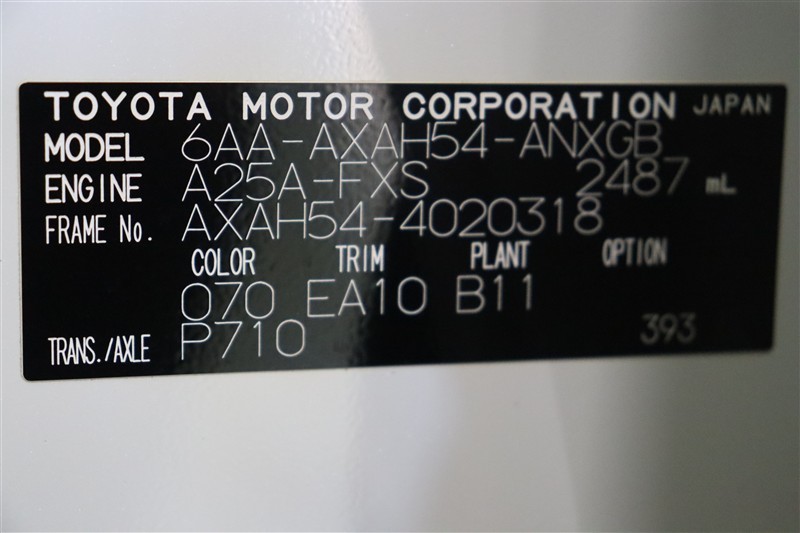 TOYOTA MOTOR CORPORATION JAPAN
MODEL 6AA-AXAH54-ANXGB
ENGINE A25A-FXS 2487 mL
FRAME No. AXAH54-4020318
COLOR TRIM PLANT OPTION
070 EA10 B11
TRANS./AXLE P710 393